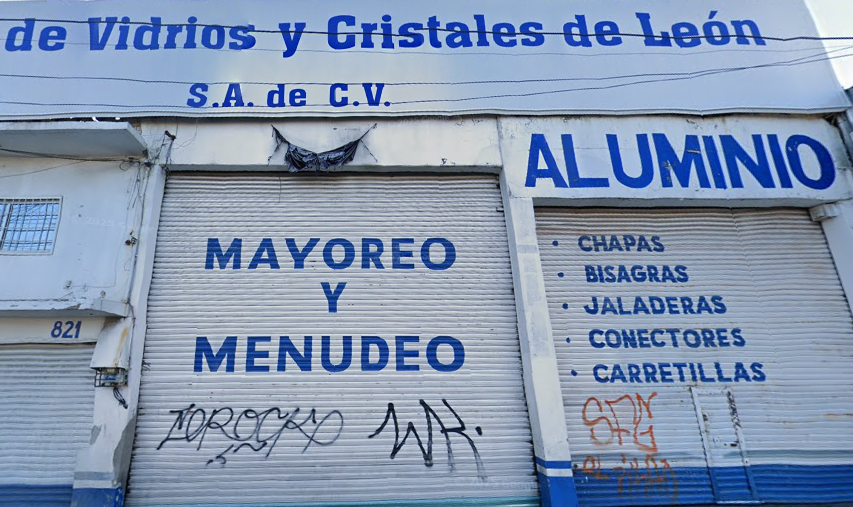 de Vidrios y Cristales de León
S.A. de C.V.
ALUMINIO
MAYOREO
Y
MENUDEO
• CHAPAS
• BISAGRAS
• JALADERAS
• CONECTORES
• CARRETILLAS
821